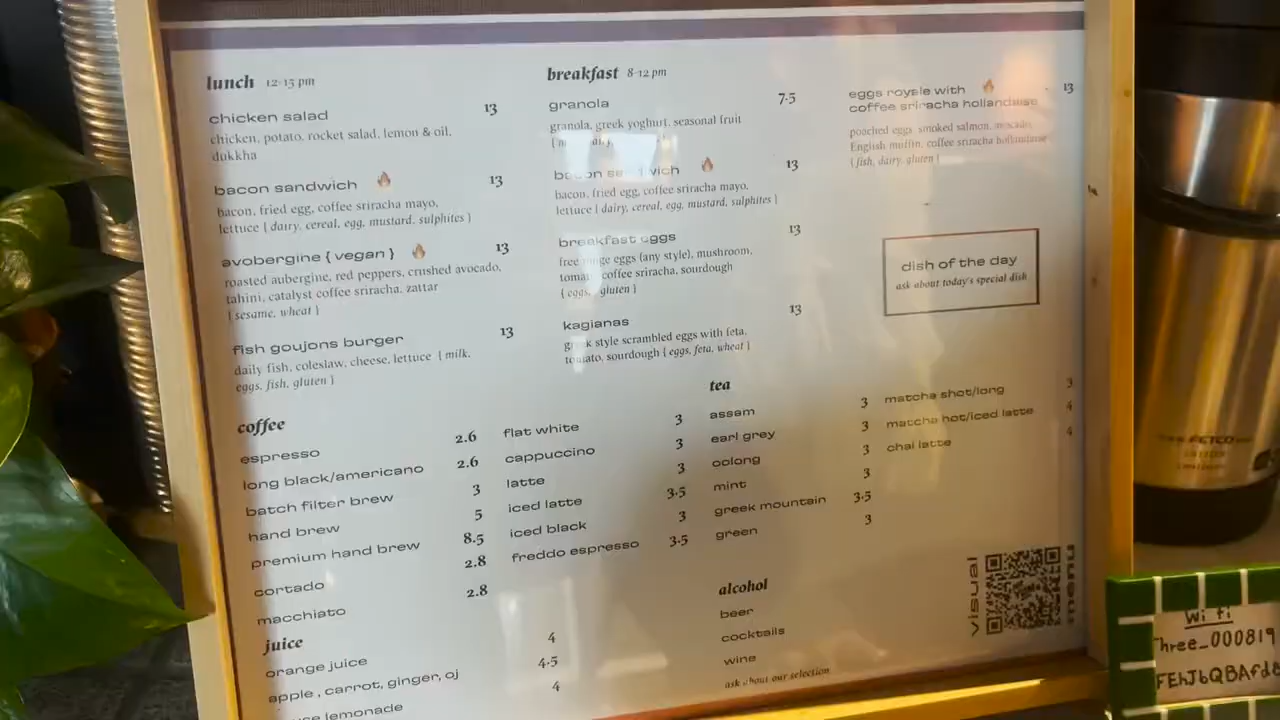 lunch 12-15 pm
chicken salad 13
chicken, potato, rocket salad, lemon & oil,
dukkha
bacon sandwich 🔥 13
bacon, fried egg, coffee sriracha mayo,
lettuce { dairy, cereal, egg, mustard, sulphites }
avobergine { vegan } 🔥 13
roasted aubergine, red peppers, crushed avocado,
tahini, catalyst coffee sriracha, zattar
{ sesame, wheat }
fish goujons burger 13
daily fish, coleslaw, cheese, lettuce { milk,
eggs, fish, gluten }
breakfast 8-12 pm
granola 7.5
granola, greek yoghurt, seasonal fruit
bacon sandwich 🔥 13
bacon, fried egg, coffee sriracha mayo,
lettuce { dairy, cereal, egg, mustard, sulphites }
breakfast eggs 13
free range eggs (any style), mushroom,
tomato, coffee sriracha, sourdough
{ eggs, gluten }
kagianas 13
greek style scrambled eggs with feta,
tomato, sourdough { eggs, feta, wheat }
eggs royale with 🔥 13
coffee sriracha hollandaise
poached eggs, smoked salmon, avocado,
English muffin, coffee sriracha hollandaise
{ fish, dairy, gluten }
dish of the day
ask about today's special dish
coffee
espresso 2.6
long black/americano 2.6
batch filter brew 3
hand brew 5
premium hand brew 8.5
cortado 2.8
macchiato 2.8
flat white 3
cappuccino 3
latte 3
iced latte 3.5
iced black 3
freddo espresso 3.5
tea
assam 3
earl grey 3
oolong 3
mint 3
greek mountain 3.5
green 3
matcha shot/long 3
matcha hot/iced latte 4
chai latte 4
juice
orange juice 4
apple , carrot, ginger, oj 4.5
lemonade 4
alcohol
beer
cocktails
wine
ask about our selection
visual
menu
Wi fi
Three_000819
FEhJ6QBAfd8